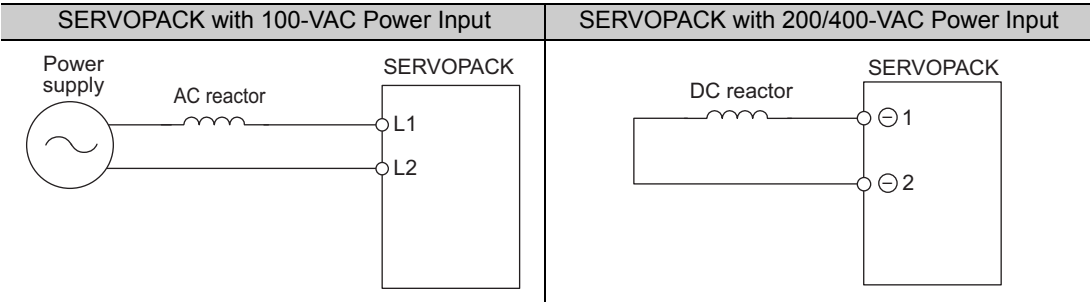 SERVOPACK with 100-VAC Power Input
SERVOPACK with 200/400-VAC Power Input
Power
supply
AC reactor
SERVOPACK
L1
L2
DC reactor
SERVOPACK
⊖ 1
⊖ 2